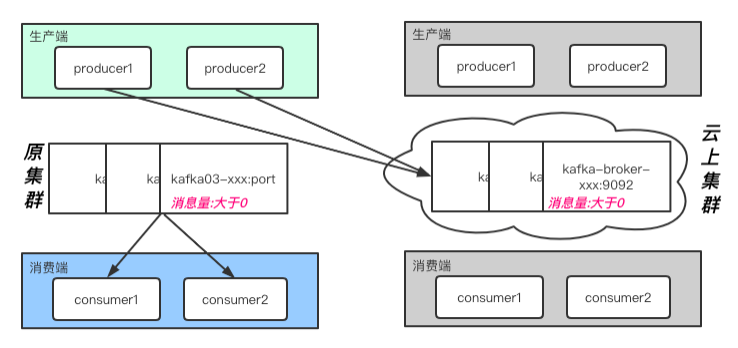 生产端
producer1
producer2
生产端
producer1
producer2
原集群
ka
ka
kafka03-xxx:port
消息量:大于0
ka
ka
kafka-broker-
xxx:9092
消息量:大于0
云上集群
消费端
consumer1
consumer2
消费端
consumer1
consumer2